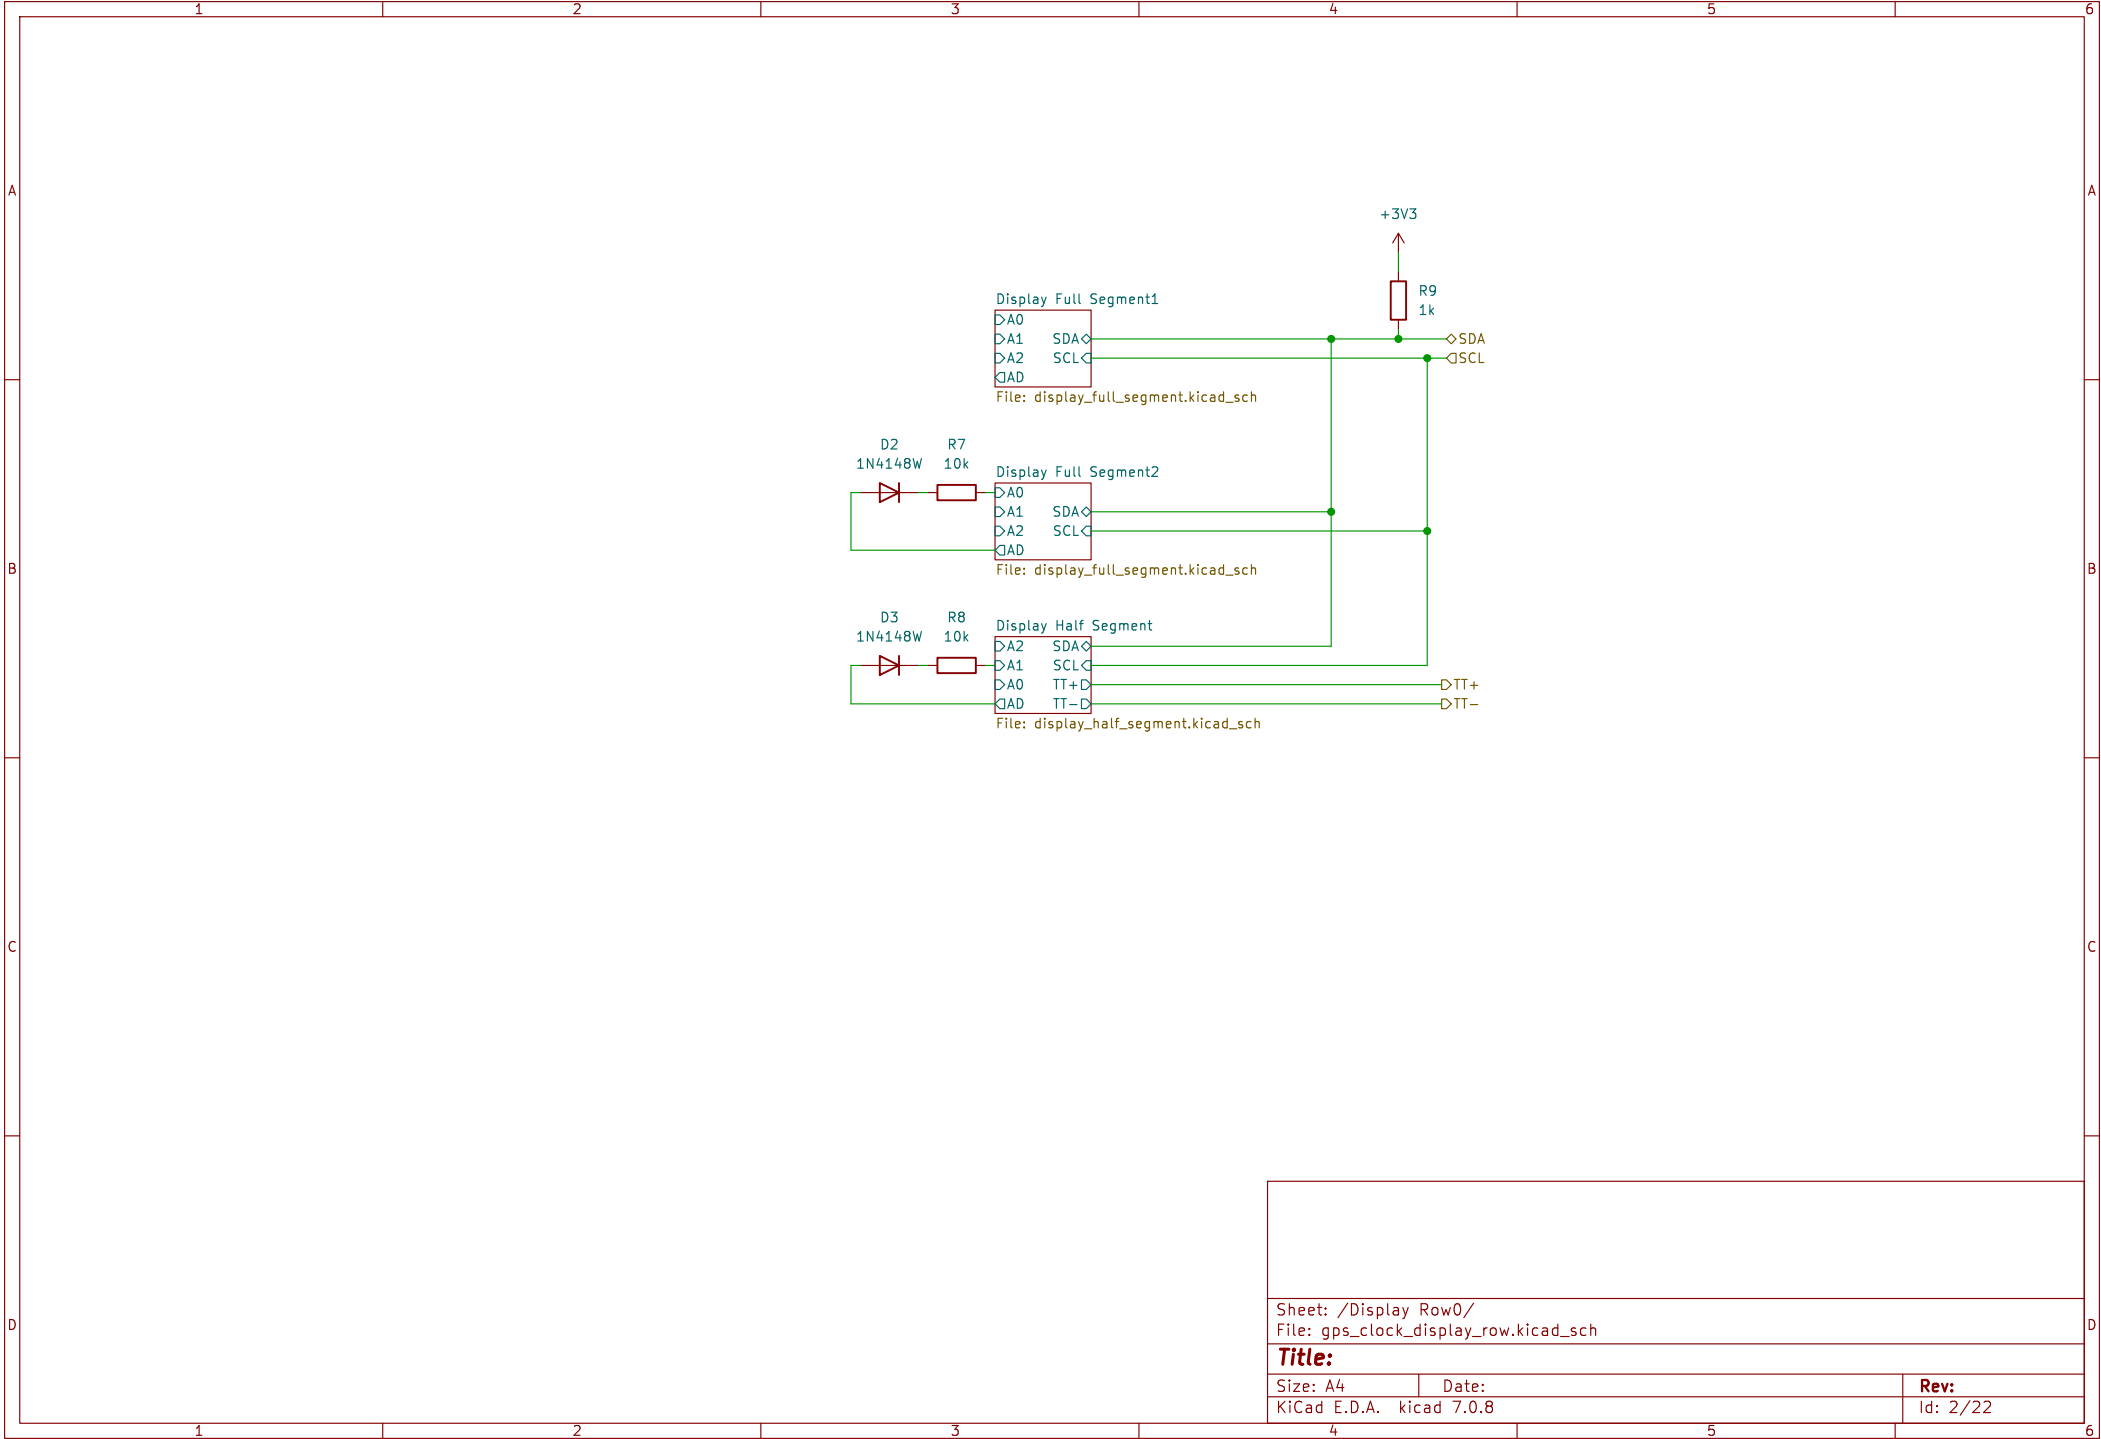 1 2 3 4 5 6
A A
+3V3
R9
1k
Display Full Segment1
A0
A1 SDA
A2 SCL
AD
SDA
SCL
File: display_full_segment.kicad_sch
D2 R7
1N4148W 10k
Display Full Segment2
A0
A1 SDA
A2 SCL
AD
File: display_full_segment.kicad_sch
B B
D3 R8
1N4148W 10k
Display Half Segment
A2 SDA
A1 SCL
A0 TT+
AD TT-
TT+
TT-
File: display_half_segment.kicad_sch
C C
Sheet: /Display Row0/
File: gps_clock_display_row.kicad_sch
D D
Title:
Size: A4 Date: Rev:
KiCad E.D.A. kicad 7.0.8 Id: 2/22
1 2 3 4 5 6